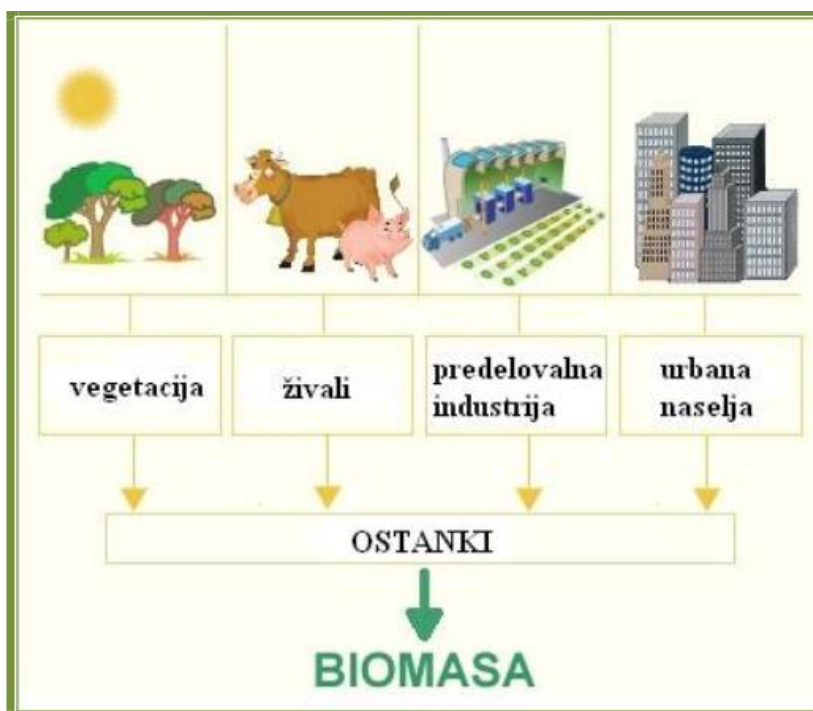 vegetacija
živali
predelovalna
industrija
urbana
naselja
OSTANKI
BIOMASA